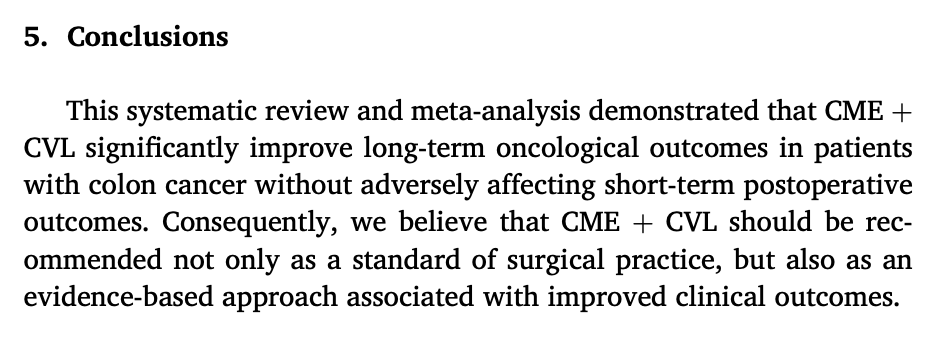 5. Conclusions
This systematic review and meta-analysis demonstrated that CME +
CVL significantly improve long-term oncological outcomes in patients
with colon cancer without adversely affecting short-term postoperative
outcomes. Consequently, we believe that CME + CVL should be rec-
ommended not only as a standard of surgical practice, but also as an
evidence-based approach associated with improved clinical outcomes.